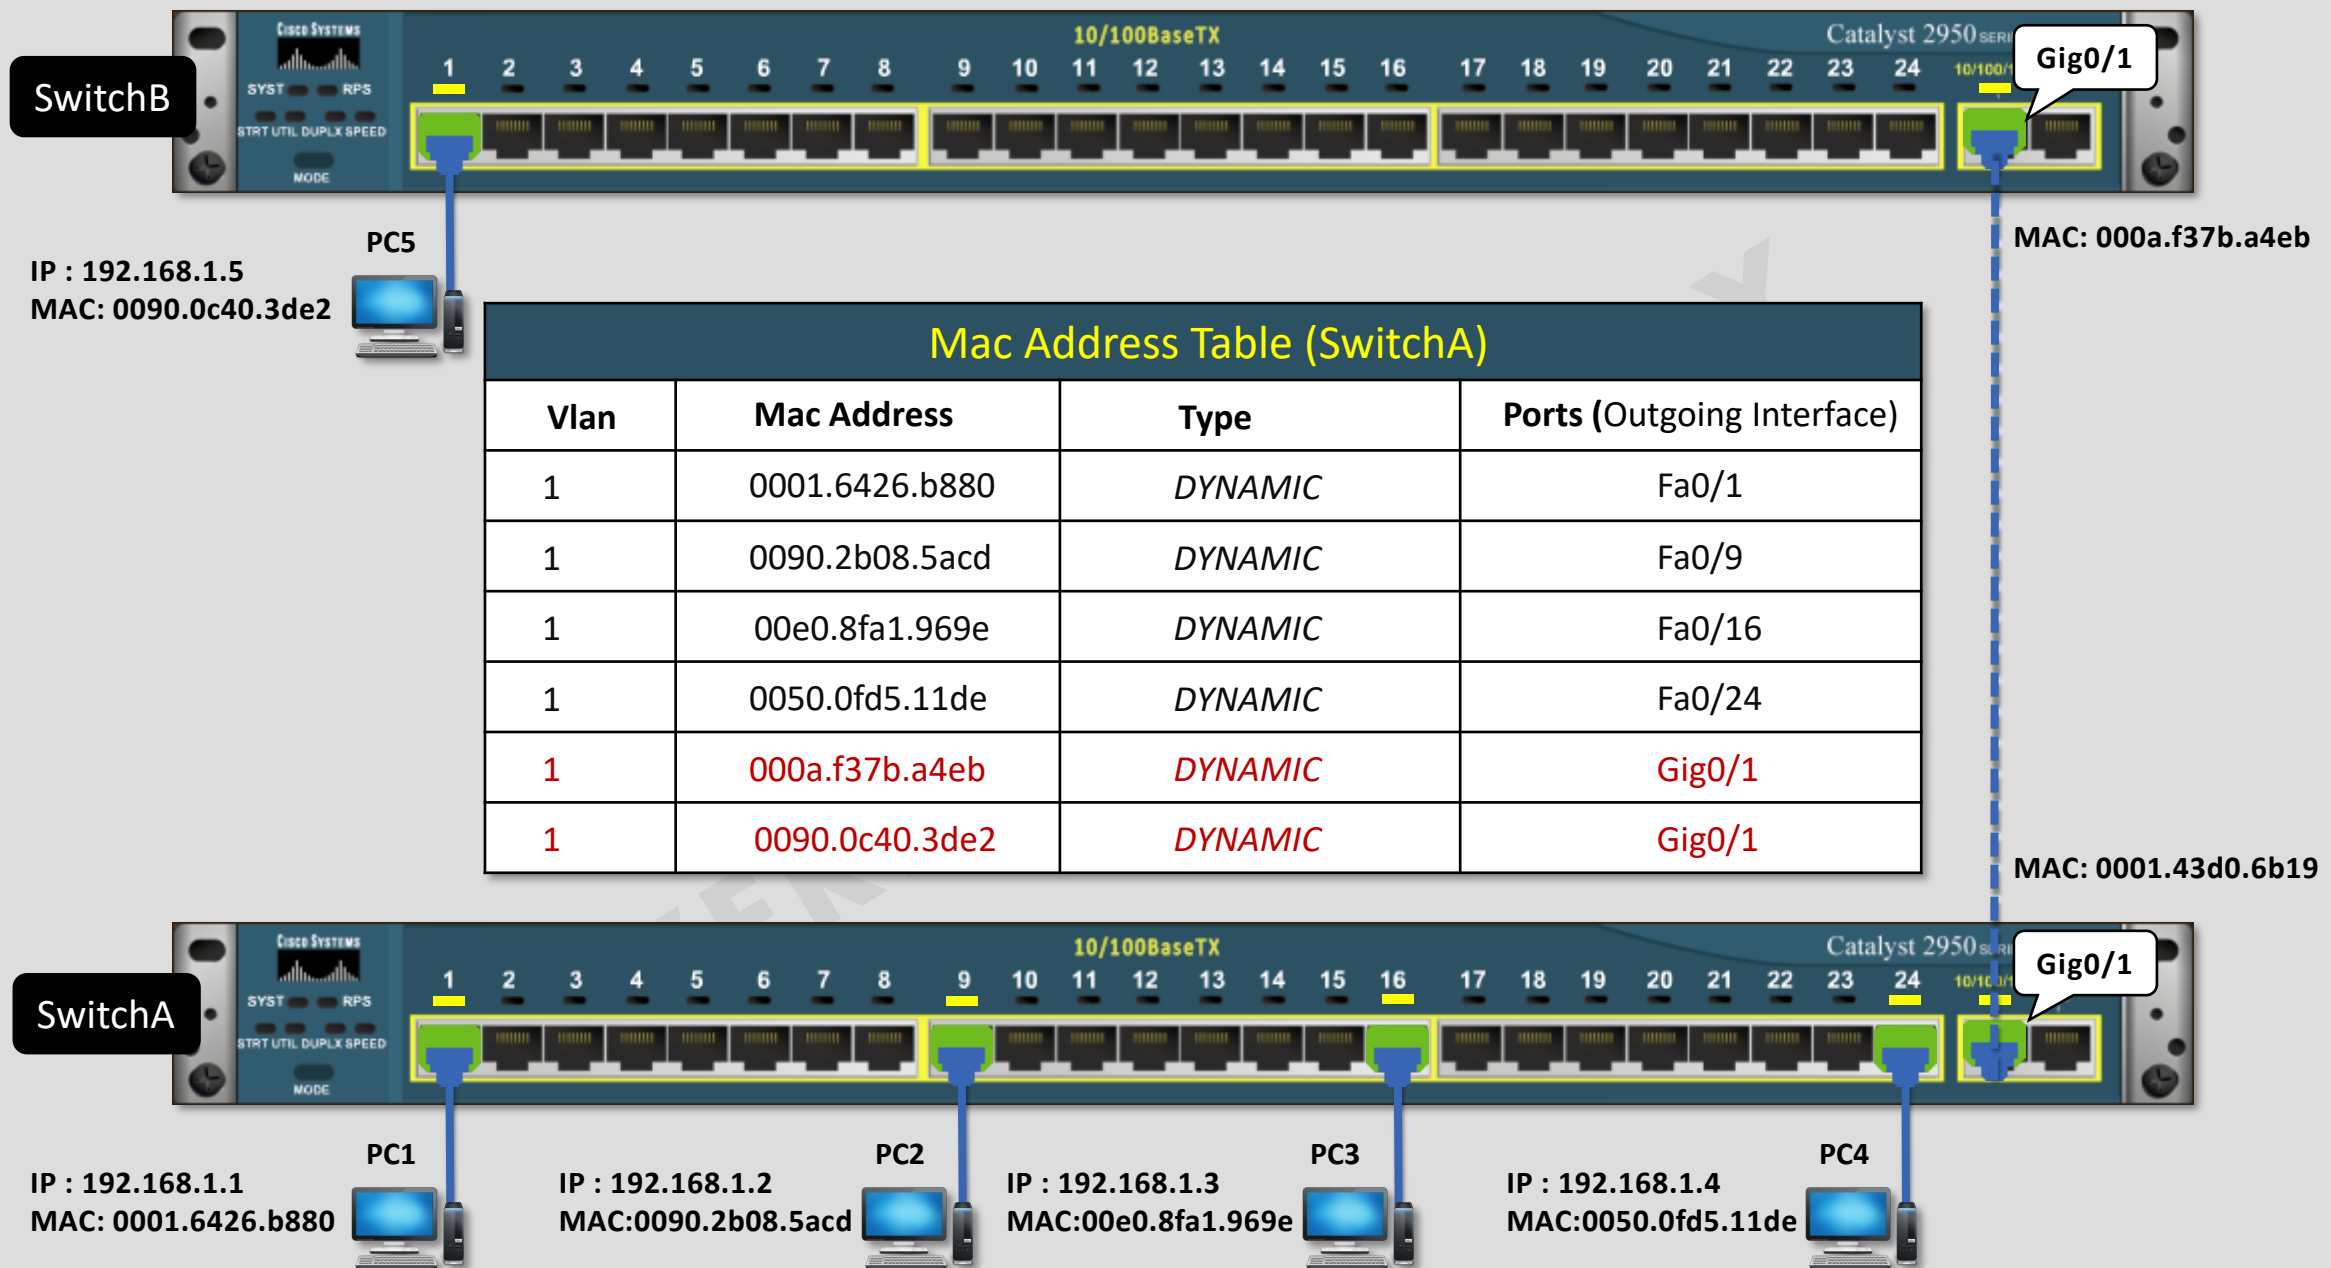 CISCO SYSTEMS
10/100BaseTX
Catalyst 2950 SERI
Gig0/1
1 2 3 4 5 6 7 8 9 10 11 12 13 14 15 16 17 18 19 20 21 22 23 24 10/100/1
SwitchB
SYST RPS
STRT UTIL DUPLX SPEED
MODE
PC5
IP : 192.168.1.5
MAC: 0090.0c40.3de2
MAC: 000a.f37b.a4eb
Mac Address Table (SwitchA)
Vlan Mac Address Type Ports (Outgoing Interface)
1 0001.6426.b880 DYNAMIC Fa0/1
1 0090.2b08.5acd DYNAMIC Fa0/9
1 00e0.8fa1.969e DYNAMIC Fa0/16
1 0050.0fd5.11de DYNAMIC Fa0/24
1 000a.f37b.a4eb DYNAMIC Gig0/1
1 0090.0c40.3de2 DYNAMIC Gig0/1
MAC: 0001.43d0.6b19
CISCO SYSTEMS
10/100BaseTX
Catalyst 2950
Gig0/1
1 2 3 4 5 6 7 8 9 10 11 12 13 14 15 16 17 18 19 20 21 22 23 24
SwitchA
SYST RPS
STRT UTIL DUPLX SPEED
MODE
PC1
IP : 192.168.1.1
MAC: 0001.6426.b880
PC2
IP : 192.168.1.2
MAC:0090.2b08.5acd
PC3
IP : 192.168.1.3
MAC:00e0.8fa1.969e
PC4
IP : 192.168.1.4
MAC:0050.0fd5.11de